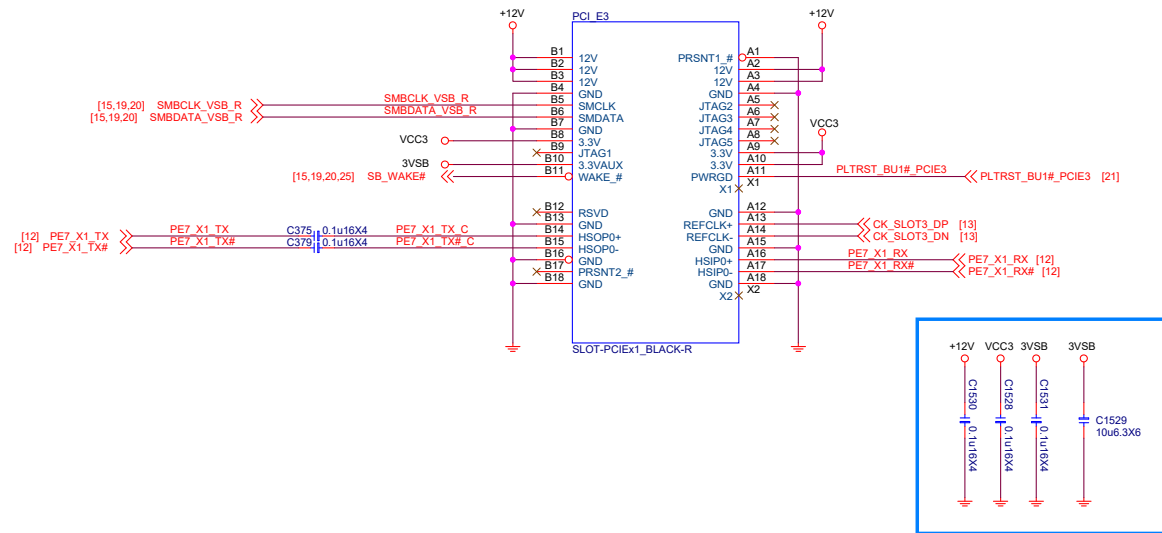 +12V
PCI_E3
+12V
B1 12V PRSNT1_# A1
B2 12V 12V A2
B3 12V 12V A3
B4 GND GND A4
[15,19,20] SMBCLK_VSB_R SMBCLK_VSB_R B5 SMCLK JTAG2 A5
[15,19,20] SMBDATA_VSB_R SMBDATA_VSB_R B6 SMDATA JTAG3 A6
B7 GND JTAG4 A7
VCC3 B8 3.3V JTAG5 A8 VCC3
B9 JTAG1 3.3V A9
3VSB B10 3.3VAUX 3.3V A10
[15,19,20,25] SB_WAKE# B11 WAKE_# PWRGD A11 PLTRST_BU1#_PCIE3 PLTRST_BU1#_PCIE3 [21]
X1 X1
B12 RSVD GND A12
B13 GND REFCLK+ A13 CK_SLOT3_DP [13]
[12] PE7_X1_TX PE7_X1_TX C375 0.1u16X4 PE7_X1_TX_C B14 HSOP0+ REFCLK- A14 CK_SLOT3_DN [13]
[12] PE7_X1_TX# PE7_X1_TX# C379 0.1u16X4 PE7_X1_TX#_C B15 HSOP0- GND A15
B16 GND HSIP0+ A16 PE7_X1_RX PE7_X1_RX [12]
B17 PRSNT2_# HSIP0- A17 PE7_X1_RX# PE7_X1_RX# [12]
B18 GND GND A18
X2 X2
SLOT-PCIEx1_BLACK-R
+12V VCC3 3VSB 3VSB
C1530 0.1u16X4
C1528 0.1u16X4
C1531 0.1u16X4
C1529
10u6.3X6